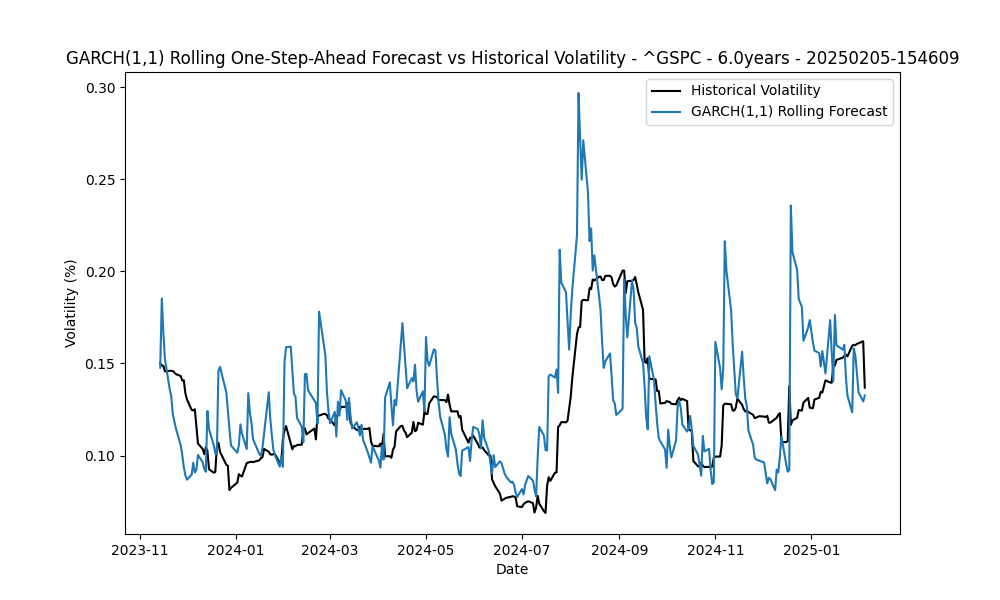 GARCH(1,1) Rolling One-Step-Ahead Forecast vs Historical Volatility - ^GSPC - 6.0years - 20250205-154609
Historical Volatility
GARCH(1,1) Rolling Forecast
Volatility (%)
0.30
0.25
0.20
0.15
0.10
2023-11 2024-01 2024-03 2024-05 2024-07 2024-09 2024-11 2025-01
Date